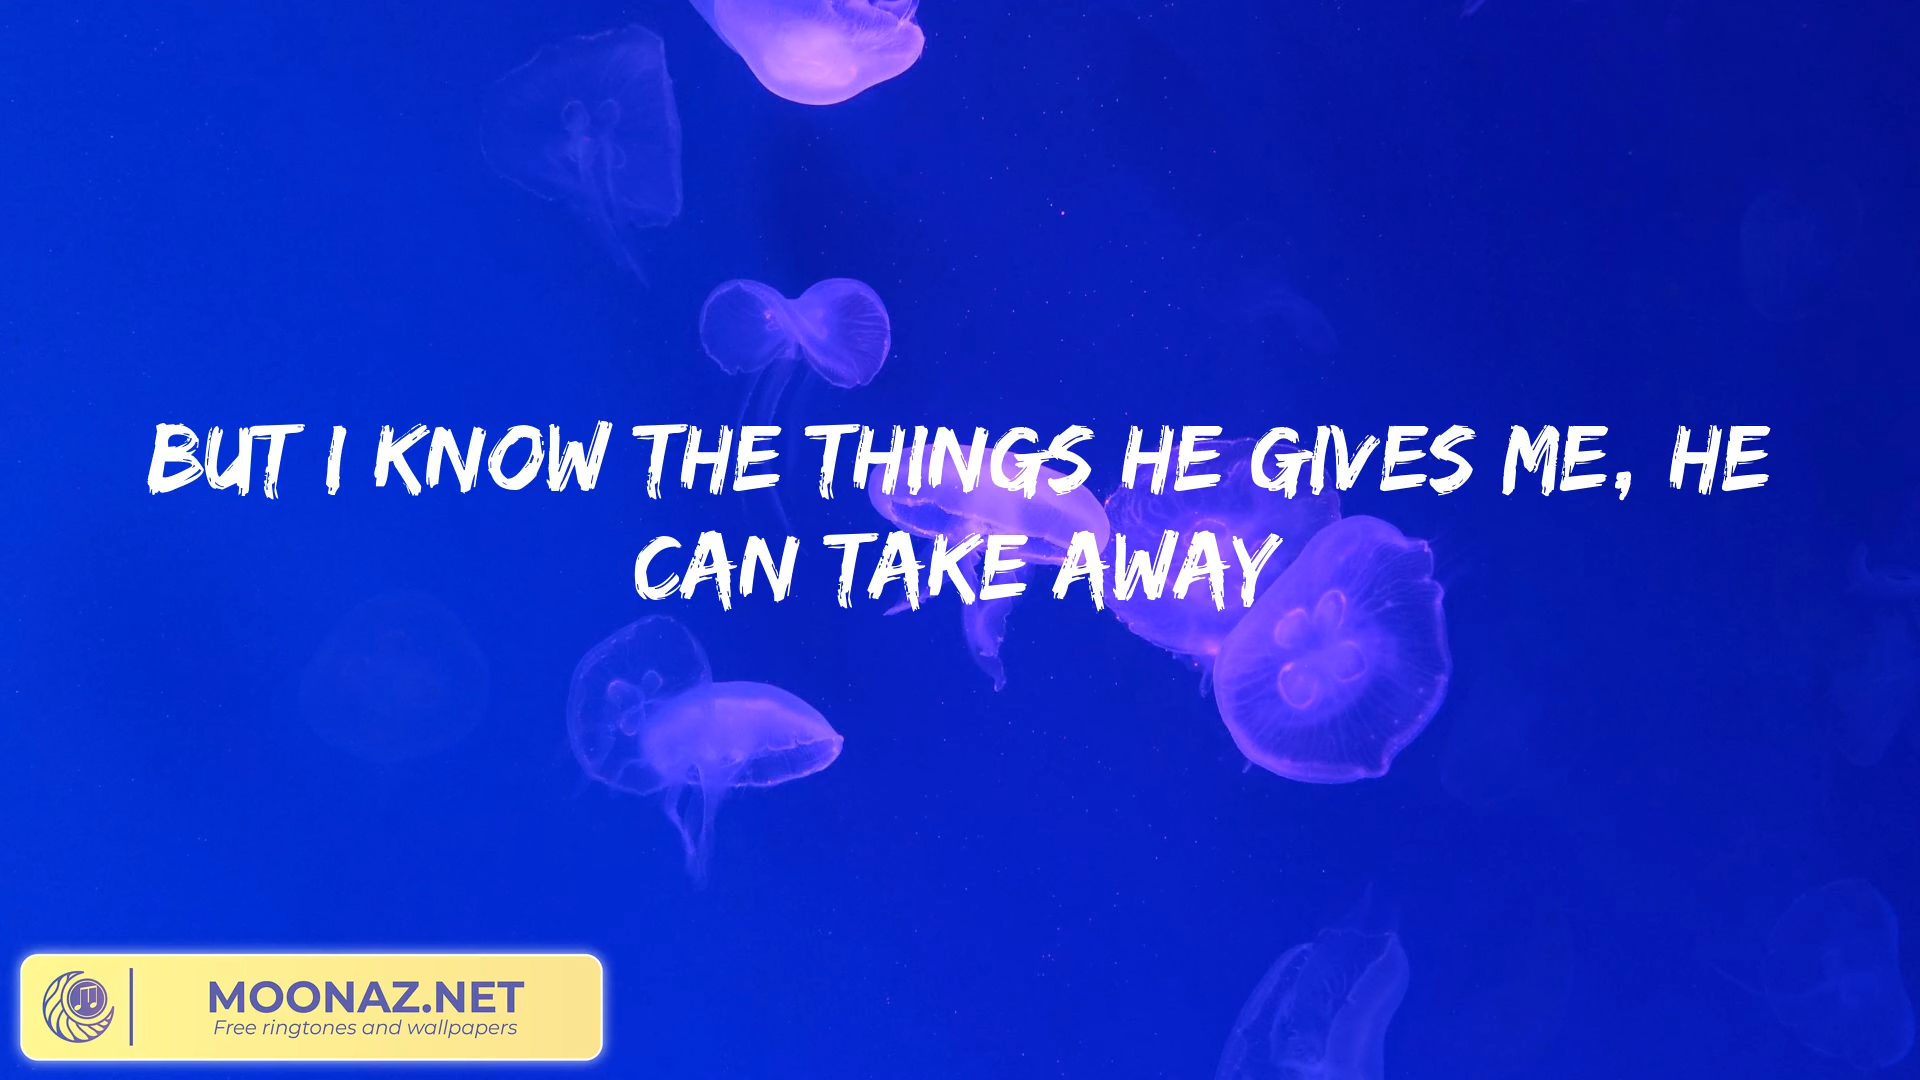 BUT I KNOW THE THINGS HE GIVES ME, HE
CAN TAKE AWAY
MOONAZ.NET
Free ringtones and wallpapers